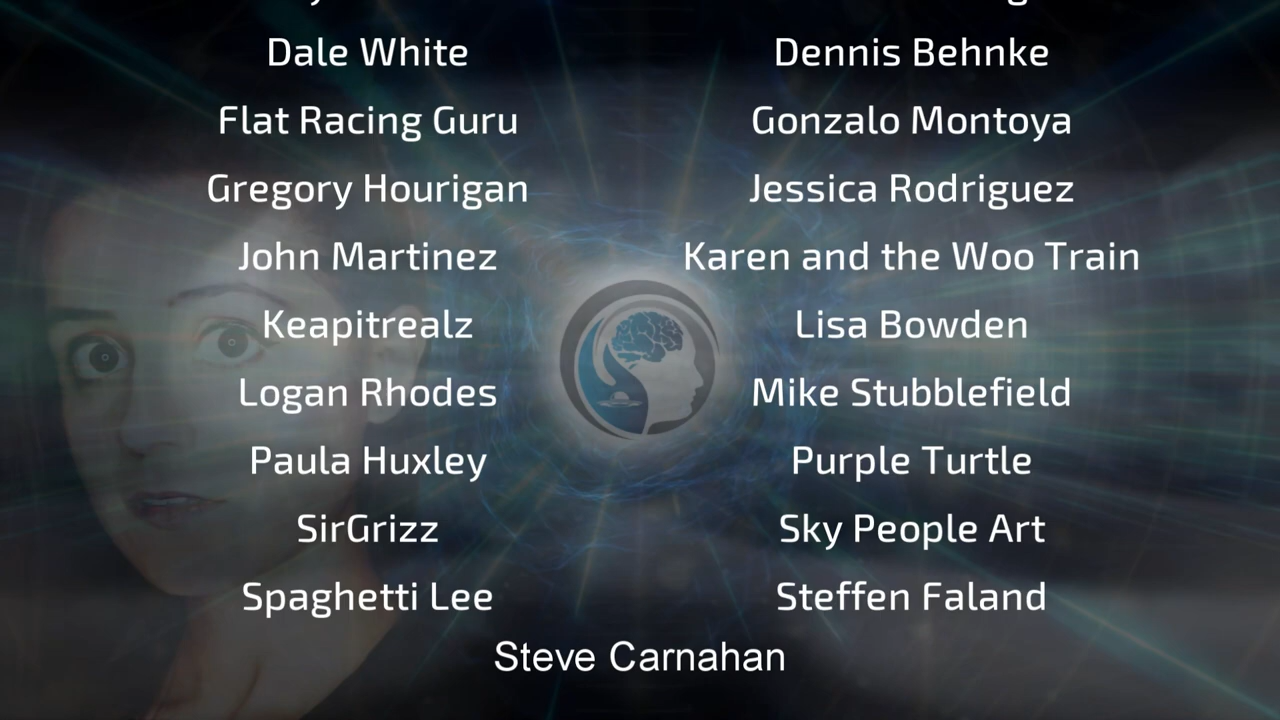 Dale White
Dennis Behnke
Flat Racing Guru
Gonzalo Montoya
Gregory Hourigan
Jessica Rodriguez
John Martinez
Karen and the Woo Train
Keapitrealz
Lisa Bowden
Logan Rhodes
Mike Stubblefield
Paula Huxley
Purple Turtle
SirGrizz
Sky People Art
Spaghetti Lee
Steffen Faland
Steve Carnahan